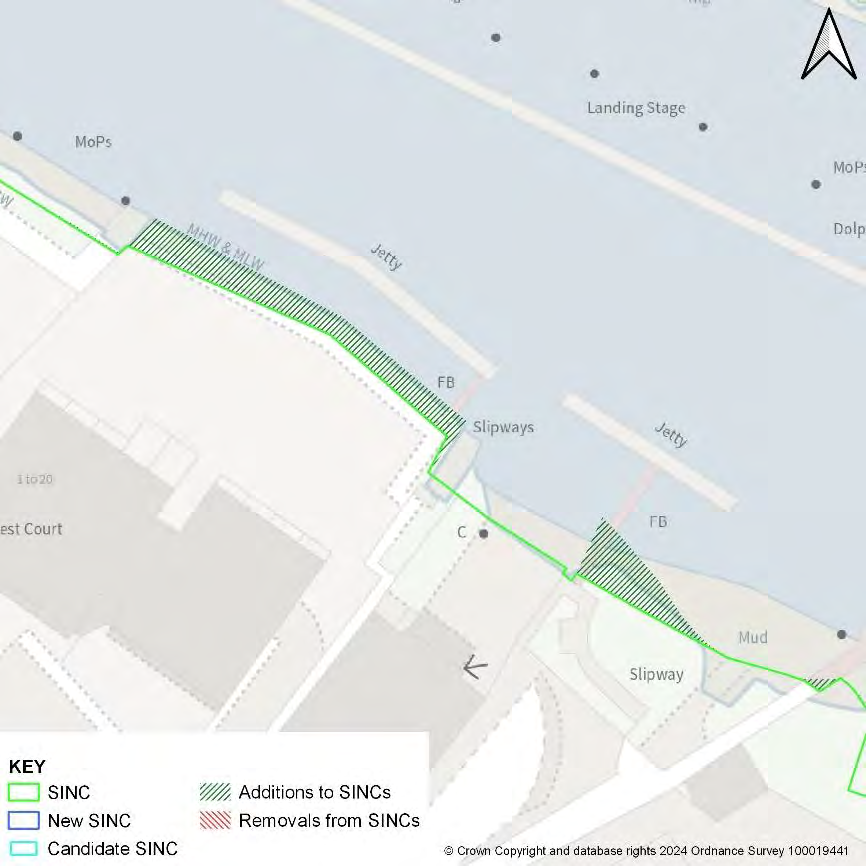 Landing Stage
MoPs
MoPs
Dolp
MHW & MLW
Jetty
FB
Slipways
Jetty
1 to 20
est Court
C
FB
Mud
Slipway
KEY
SINC
Additions to SINCs
New SINC
Removals from SINCs
Candidate SINC
© Crown Copyright and database rights 2024 Ordnance Survey 100019441